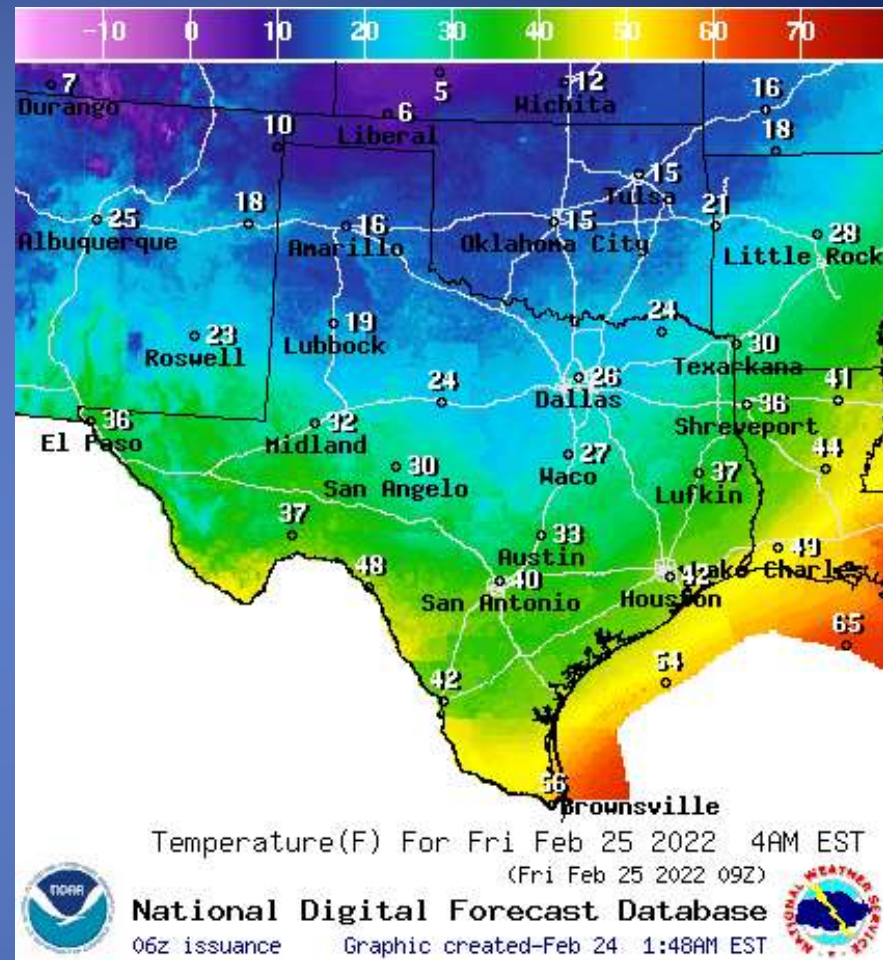 -10 0 10 20 30 40 50 60 70
7
Durango
5
12
Wichita
6
Liberal
16
10
18
15
Tulsa
25
Albuquerque
18
16
Amarillo
15
Oklahoma City
21
28
Little Rock
23
Roswell
19
Lubbock
24
30
Texarkana
26
Dallas
24
41
36
Shreveport
36
El Paso
32
Midland
30
San Angelo
27
Waco
37
Lufkin
44
37
33
Austin
49
Lake Charles
48
40
San Antonio
42
Houston
65
54
42
56
Brownsville
Temperature(F) For Fri Feb 25 2022 4AM EST
(Fri Feb 25 2022 09Z)
NOAA
National Digital Forecast Database
06z issuance Graphic created-Feb 24 1:48AM EST
NATIONAL WEATHER SERVICE